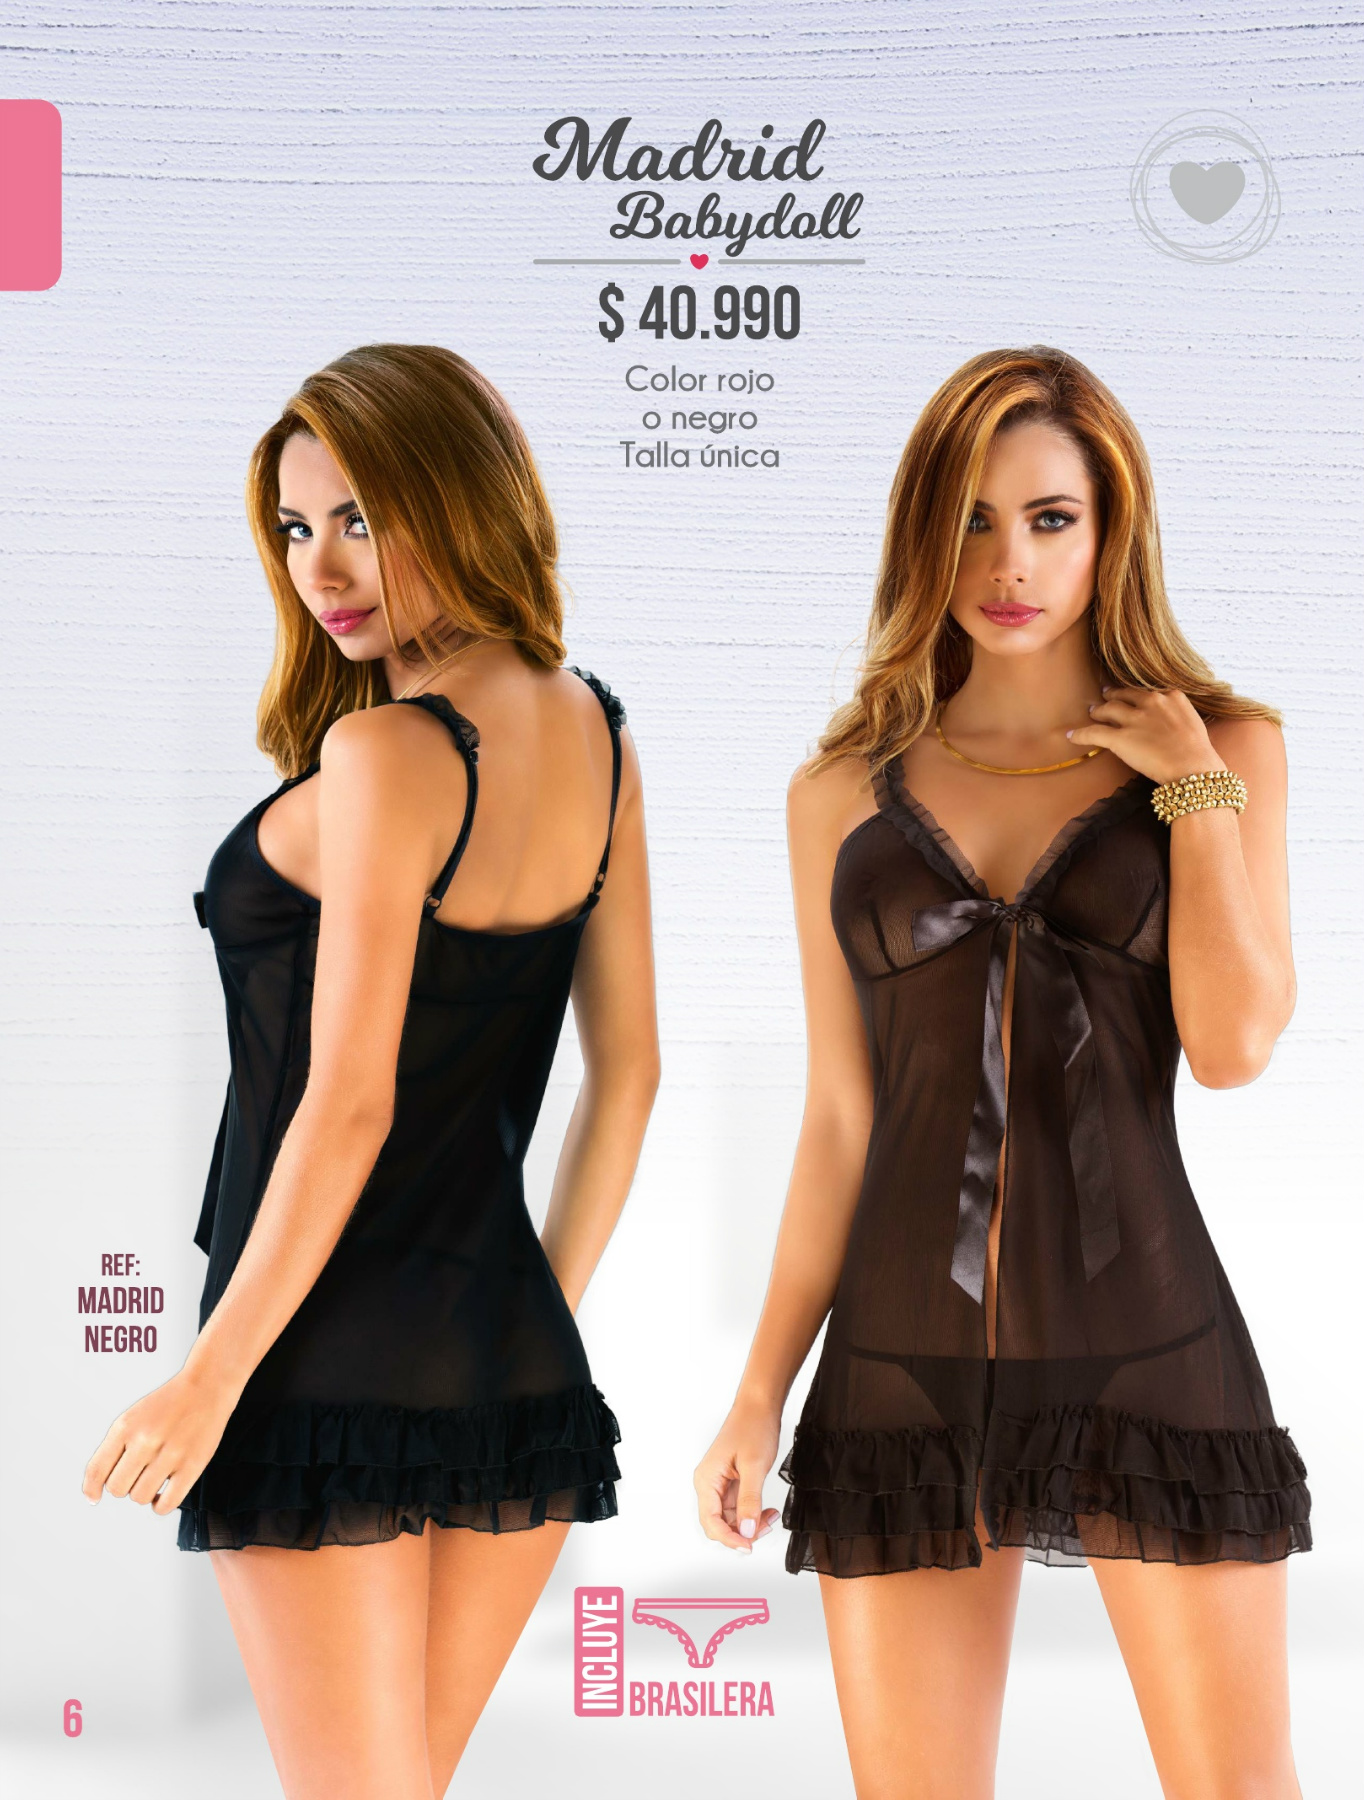 Madrid
Babydoll
$ 40.990
Color rojo
o negro
Talla única
REF:
MADRID
NEGRO
INCLUYE
BRASILERA
6